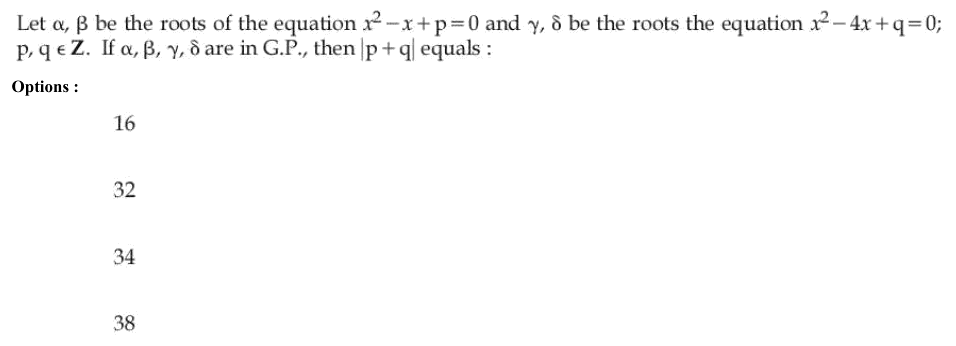 Let α, β be the roots of the equation x² – x + p = 0 and γ, δ be the roots the equation x² – 4x + q = 0;
p, q ϵ Z. If α, β, γ, δ are in G.P., then |p + q| equals :
Options :
16
32
34
38